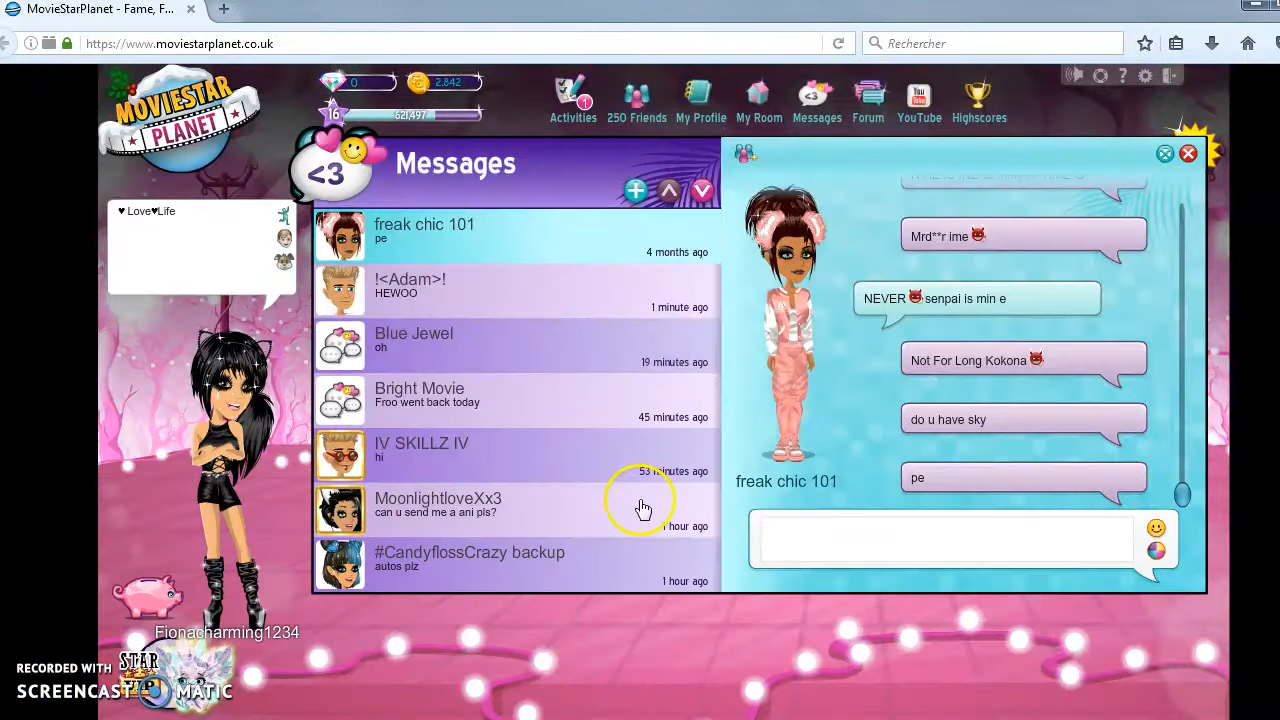 MovieStarPlanet - Fame, F...
https://www.moviestarplanet.co.uk
Rechercher
MOVIESTAR
PLANET
0
2,842
16
621,497
Activities
1
250 Friends
My Profile
My Room
<3
Messages
Forum
You
Tube
YouTube
Highscores
?
<3
Messages
♥ Love♥Life
freak chic 101
pe
4 months ago
!<Adam>!
HEWOO
1 minute ago
Blue Jewel
oh
19 minutes ago
Bright Movie
Froo went back today
45 minutes ago
IV SKILLZ IV
hi
53 minutes ago
MoonlightloveXx3
can u send me a ani pls?
1 hour ago
#CandyflossCrazy backup
autos plz
1 hour ago
Mrd**r ime 😈
NEVER 😈 senpai is min e
Not For Long Kokona 😈
do u have sky
pe
freak chic 101
Fionacharming1234
STAR
RECORDED WITH
SCREENCAST MATIC